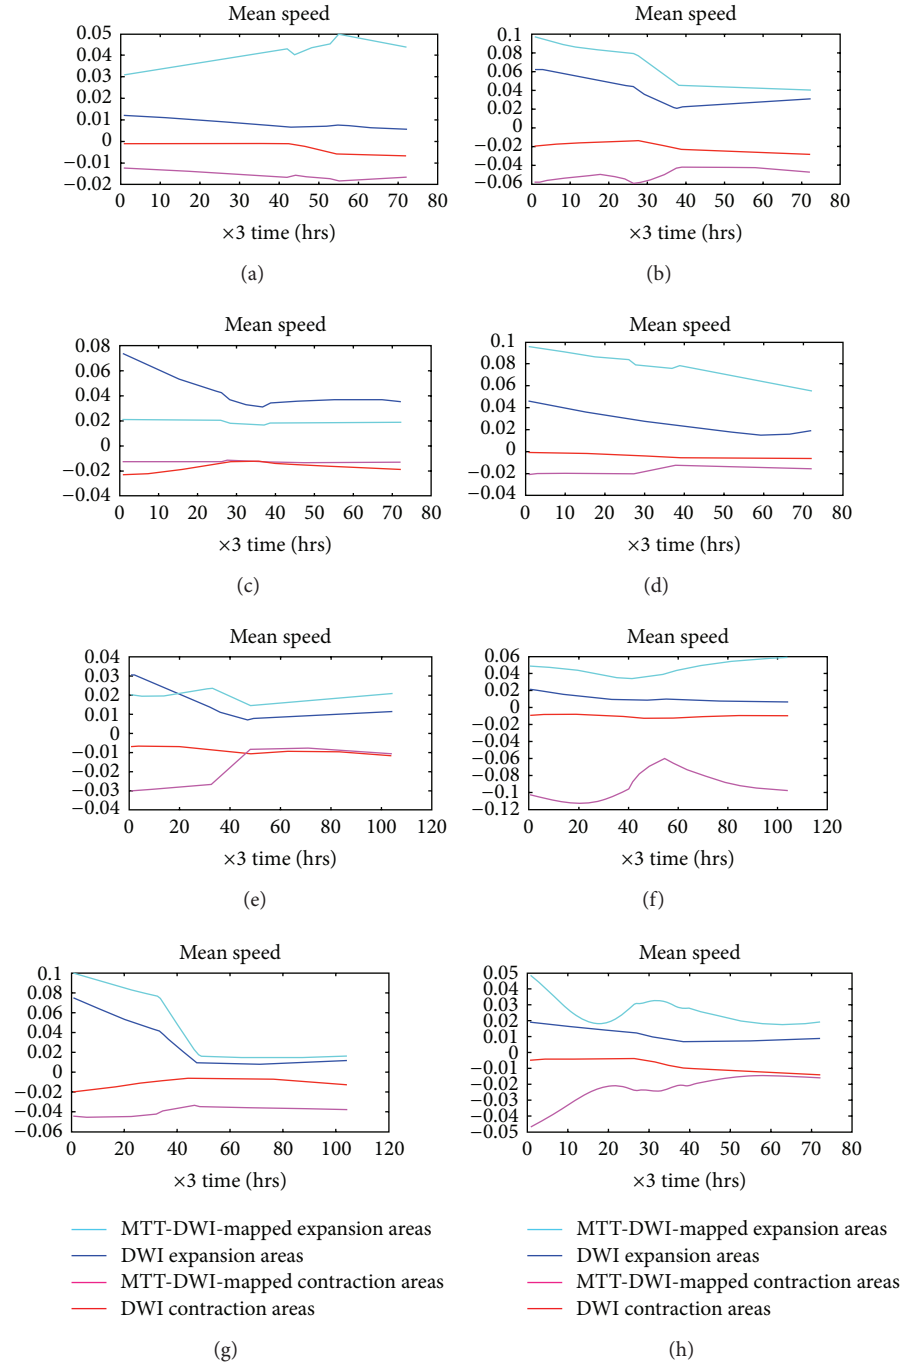 Mean speed
0.05
0.04
0.01
0.01
0.01
0
−0.01
−0.02
0 10 20 30 40 50 60 70 80
×3 time (hrs)
(a)
Mean speed
0.1
0.08
0.06
0.04
0.02
0
−0.02
−0.04
−0.06
0 10 20 30 40 50 60 70 80
×3 time (hrs)
(b)
Mean speed
0.08
0.06
0.04
0.02
0
−0.02
−0.04
0 10 20 30 40 50 60 70 80
×3 time (hrs)
(c)
Mean speed
0.1
0.08
0.06
0.04
0.02
0
−0.02
−0.04
0 10 20 30 40 50 60 70 80
×3 time (hrs)
(d)
Mean speed
0.04
0.03
0.02
0.01
0
−0.01
−0.02
−0.03
−0.04
0 20 40 60 80 100 120
×3 time (hrs)
(e)
Mean speed
0.06
0.04
0.02
0
−0.02
−0.04
−0.06
−0.08
−0.1
−0.12
0 20 40 60 80 100 120
×3 time (hrs)
(f)
Mean speed
0.1
0.08
0.06
0.04
0.02
0
−0.02
−0.04
−0.06
0 20 40 60 80 100 120
×3 time (hrs)
MTT-DWI-mapped expansion areas
DWI expansion areas
MTT-DWI-mapped contraction areas
DWI contraction areas
(g)
Mean speed
0.05
0.04
0.03
0.02
0.01
0
−0.01
−0.02
−0.03
−0.04
−0.05
0 10 20 30 40 50 60 70 80
×3 time (hrs)
MTT-DWI-mapped expansion areas
DWI expansion areas
MTT-DWI-mapped contraction areas
DWI contraction areas
(h)